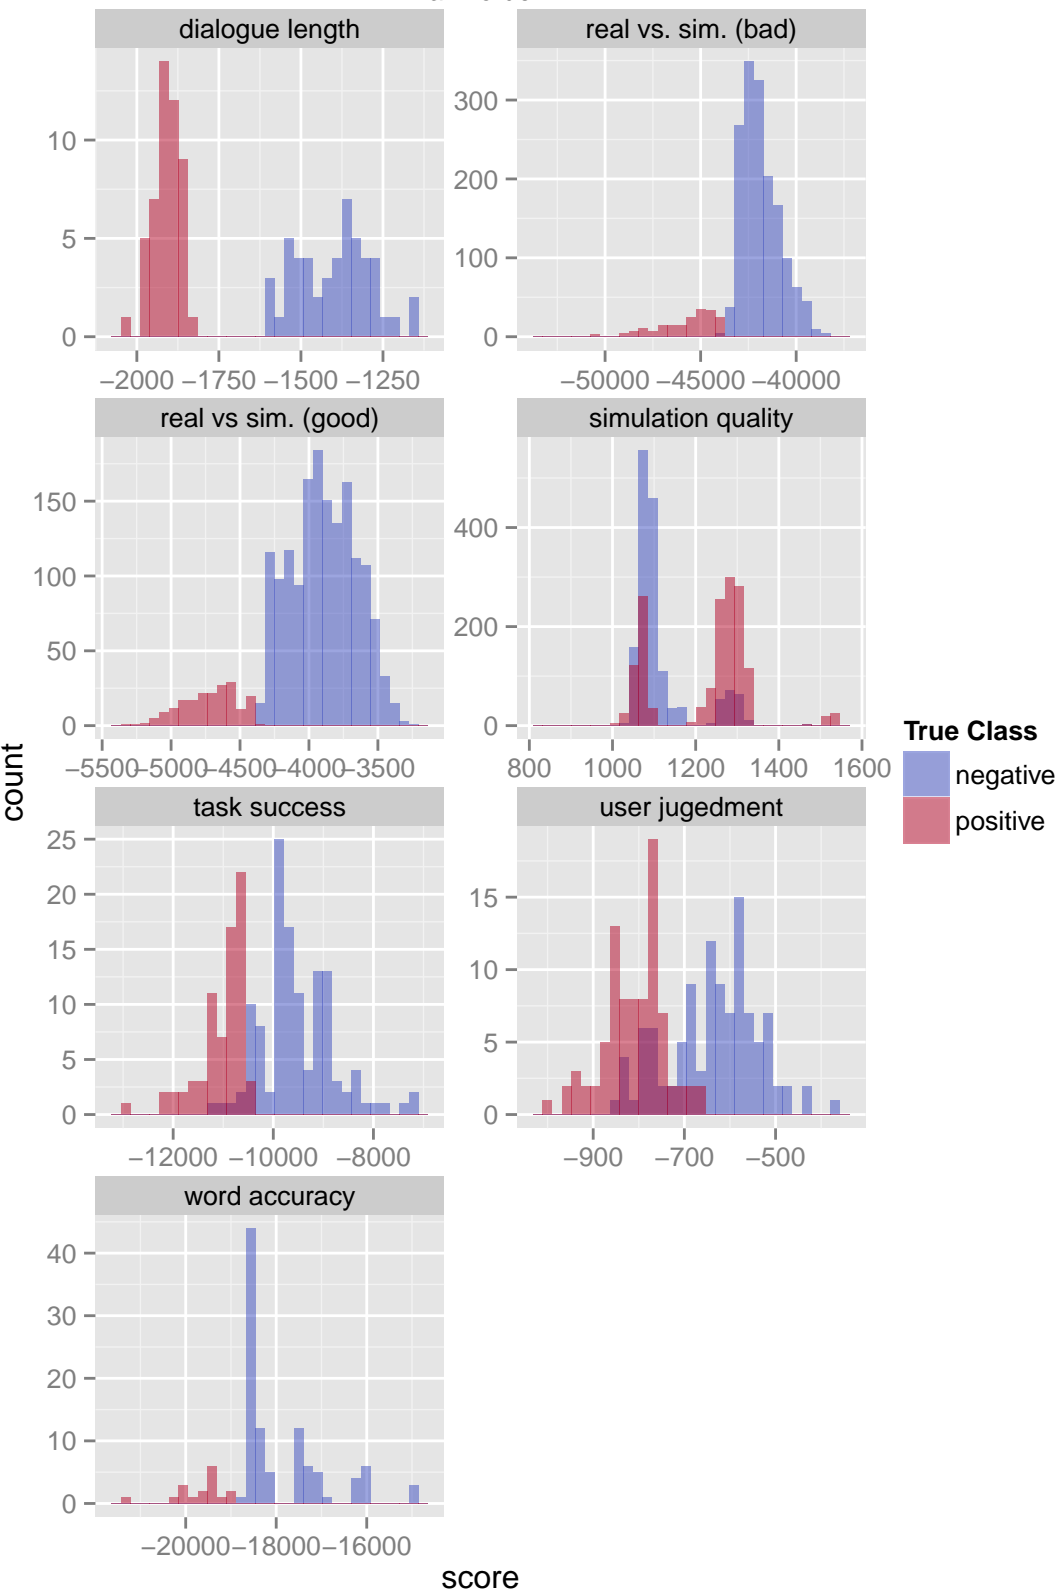 dialogue length
real vs. sim. (bad)
10
5
0
300
200
100
0
−2000 −1750 −1500 −1250
−50000 −45000 −40000
real vs sim. (good)
simulation quality
150
100
50
0
400
200
0
−5500 −5000 −4500 −4000 −3500
800 1000 1200 1400 1600
task success
user jugedment
25
20
15
10
5
0
15
10
5
0
−12000 −10000 −8000
−900 −700 −500
word accuracy
40
30
20
10
0
−20000 −18000 −16000
score
count
True Class
negative
positive